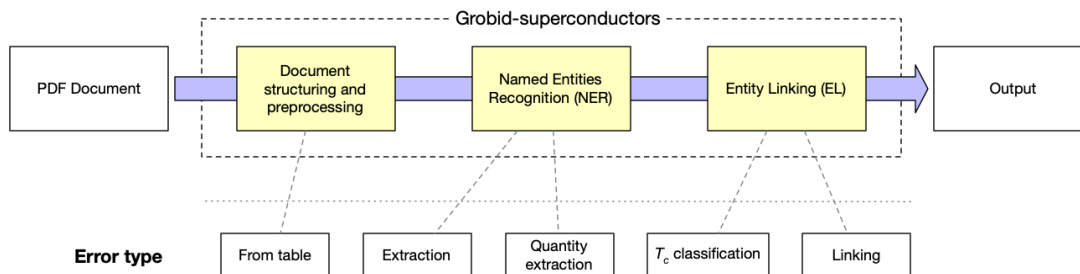 Grobid-superconductors
PDF Document
Document
structuring and
preprocessing
Named Entities
Recognition (NER)
Entity Linking (EL)
Output
Error type
From table
Extraction
Quantity
extraction
Tc classification
Linking